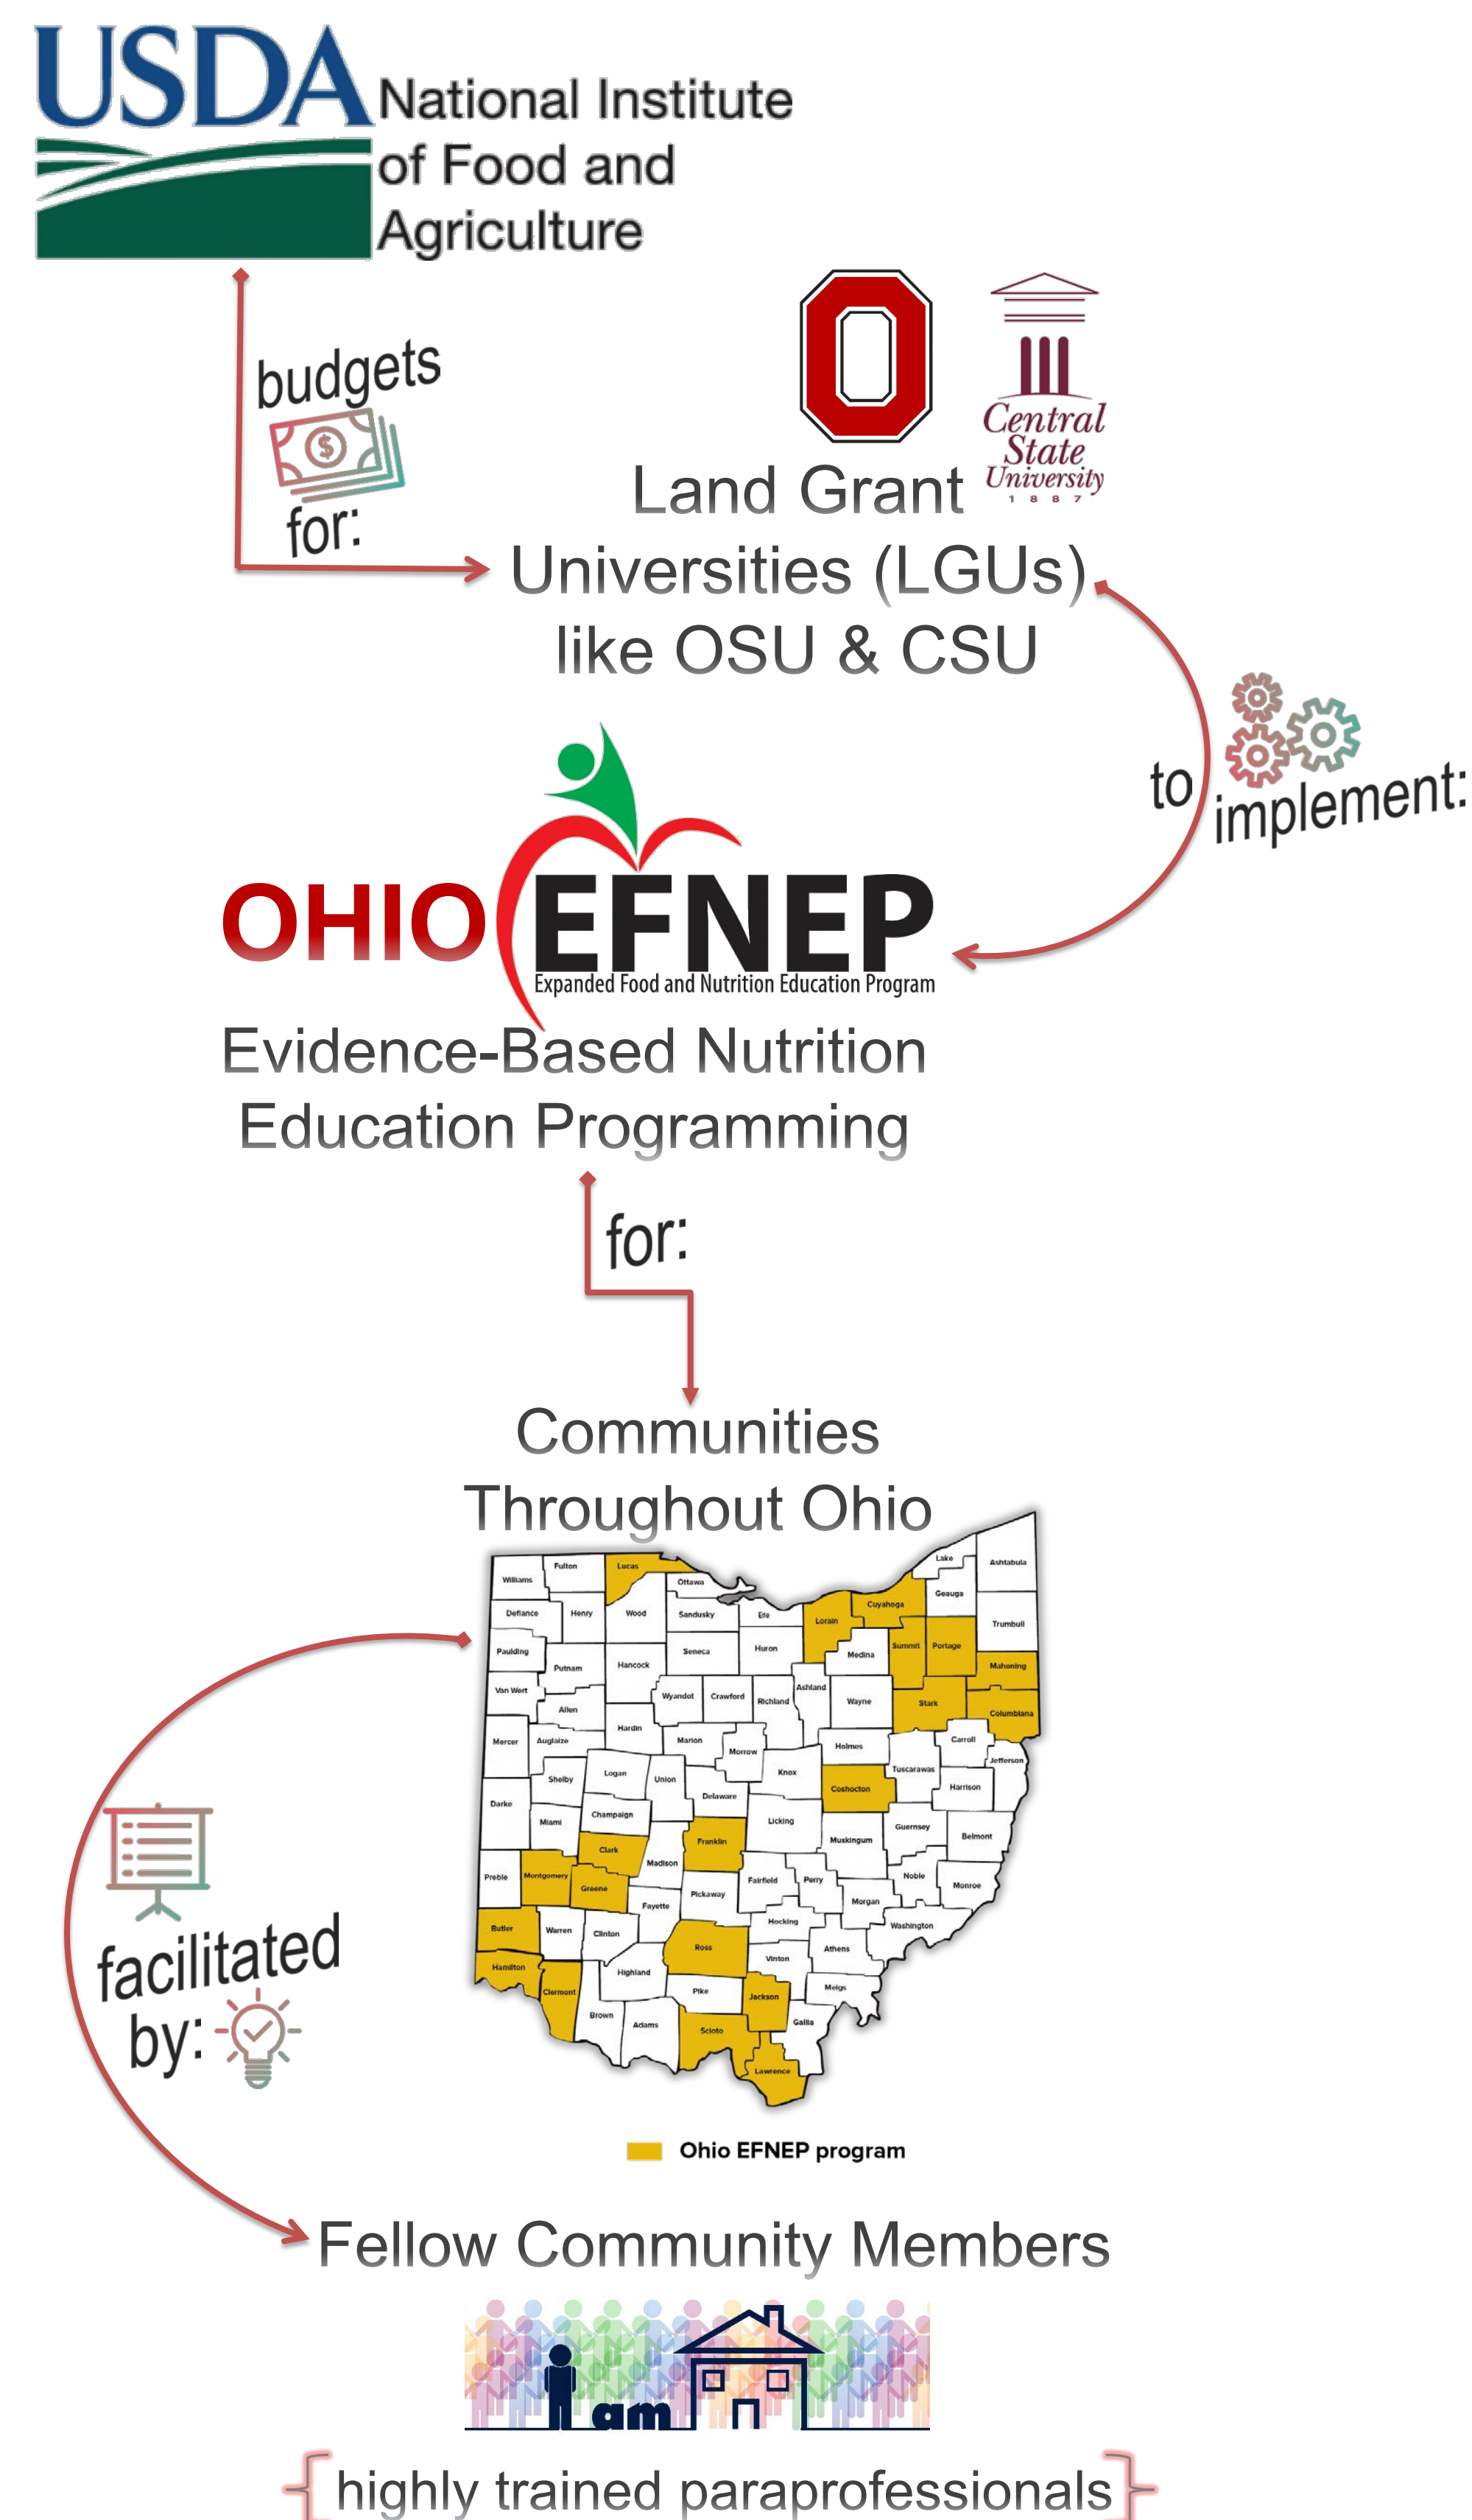 USDA
National Institute
of Food and
Agriculture
budgets
for:
Central
State
University
1887
Land Grant
Universities (LGUs)
like OSU & CSU
to
implement:
OHIO
EFNEP
Expanded Food and Nutrition Education Program
Evidence-Based Nutrition
Education Programming
for:
Communities
Throughout Ohio
Williams
Fulton
Lucas
Ottawa
Lake
Ashtabula
Geauga
Cuyahoga
Defiance
Henry
Wood
Sandusky
Erie
Lorain
Trumbull
Paulding
Putnam
Hancock
Seneca
Huron
Medina
Summit
Portage
Mahoning
Van Wert
Allen
Wyandot
Crawford
Richland
Ashland
Wayne
Stark
Columbiana
Mercer
Auglaize
Hardin
Marion
Morrow
Holmes
Carroll
Jefferson
Shelby
Logan
Union
Delaware
Knox
Coshocton
Tuscarawas
Harrison
Darke
Miami
Champaign
Licking
Muskingum
Guernsey
Belmont
Clark
Franklin
Madison
Preble
Montgomery
Greene
Fayette
Pickaway
Fairfield
Perry
Morgan
Noble
Monroe
Butler
Warren
Clinton
Ross
Hocking
Athens
Washington
Hamilton
Clermont
Highland
Pike
Vinton
Meigs
Brown
Adams
Scioto
Jackson
Gallia
Lawrence
Ohio EFNEP program
facilitated
by:
Fellow Community Members
am
highly trained paraprofessionals